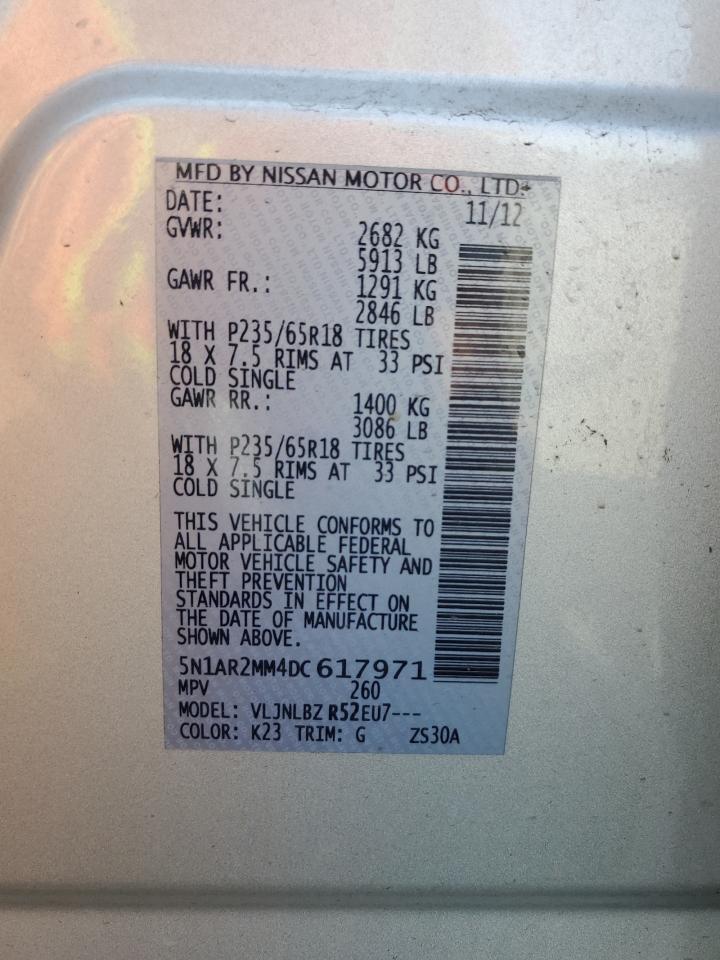 MFD BY NISSAN MOTOR CO., LTD.
DATE: 11/12
GVWR: 2682 KG
5913 LB
GAWR FR.: 1291 KG
2846 LB
WITH P235/65R18 TIRES
18 X 7.5 RIMS AT 33 PSI
COLD SINGLE
GAWR RR.: 1400 KG
3086 LB
WITH P235/65R18 TIRES
18 X 7.5 RIMS AT 33 PSI
COLD SINGLE
THIS VEHICLE CONFORMS TO
ALL APPLICABLE FEDERAL
MOTOR VEHICLE SAFETY AND
THEFT PREVENTION
STANDARDS IN EFFECT ON
THE DATE OF MANUFACTURE
SHOWN ABOVE.
5N1AR2MM4DC617971
MPV 260
MODEL: VLJNLBZ R52EU7---
COLOR: K23 TRIM: G ZS30A